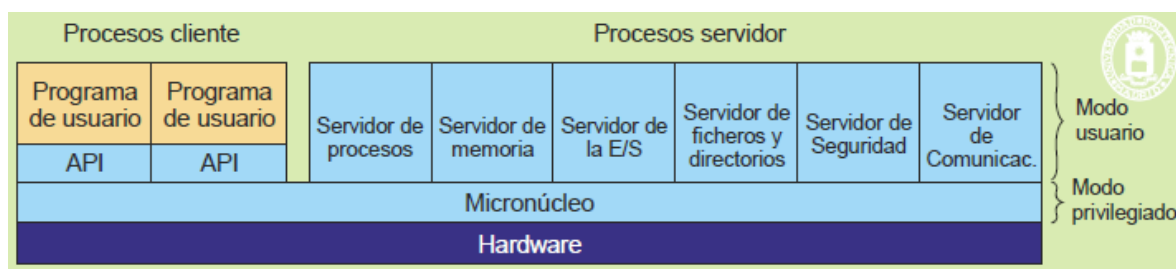 Procesos cliente
Procesos servidor
Programa
de usuario
Programa
de usuario
API
API
Servidor de
procesos
Servidor de
memoria
Servidor de
la E/S
Servidor de
ficheros y
directorios
Servidor de
Seguridad
Servidor
de
Comunicac.
Modo
usuario
Micronúcleo
Modo
privilegiado
Hardware